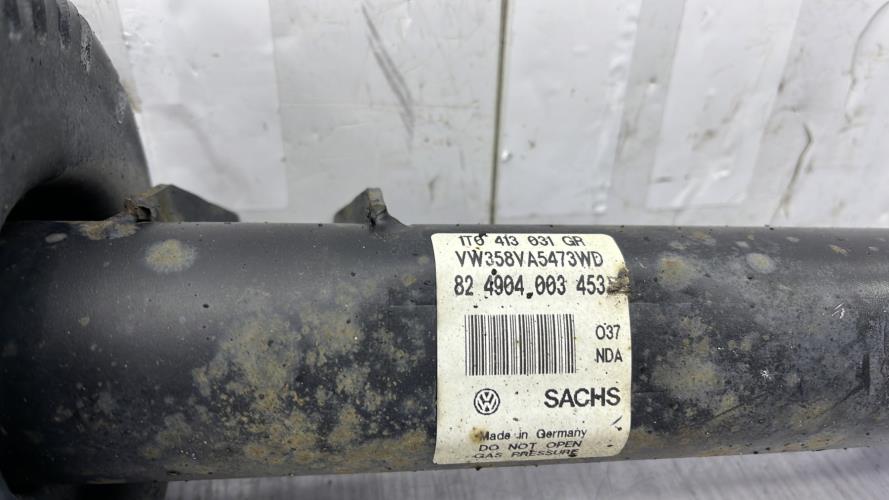 1T0 413 031 GR
VW358VA5473WD
82 4904 003 453
037
NDA
SACHS
Made in Germany
DO NOT OPEN
GAS PRESSURE